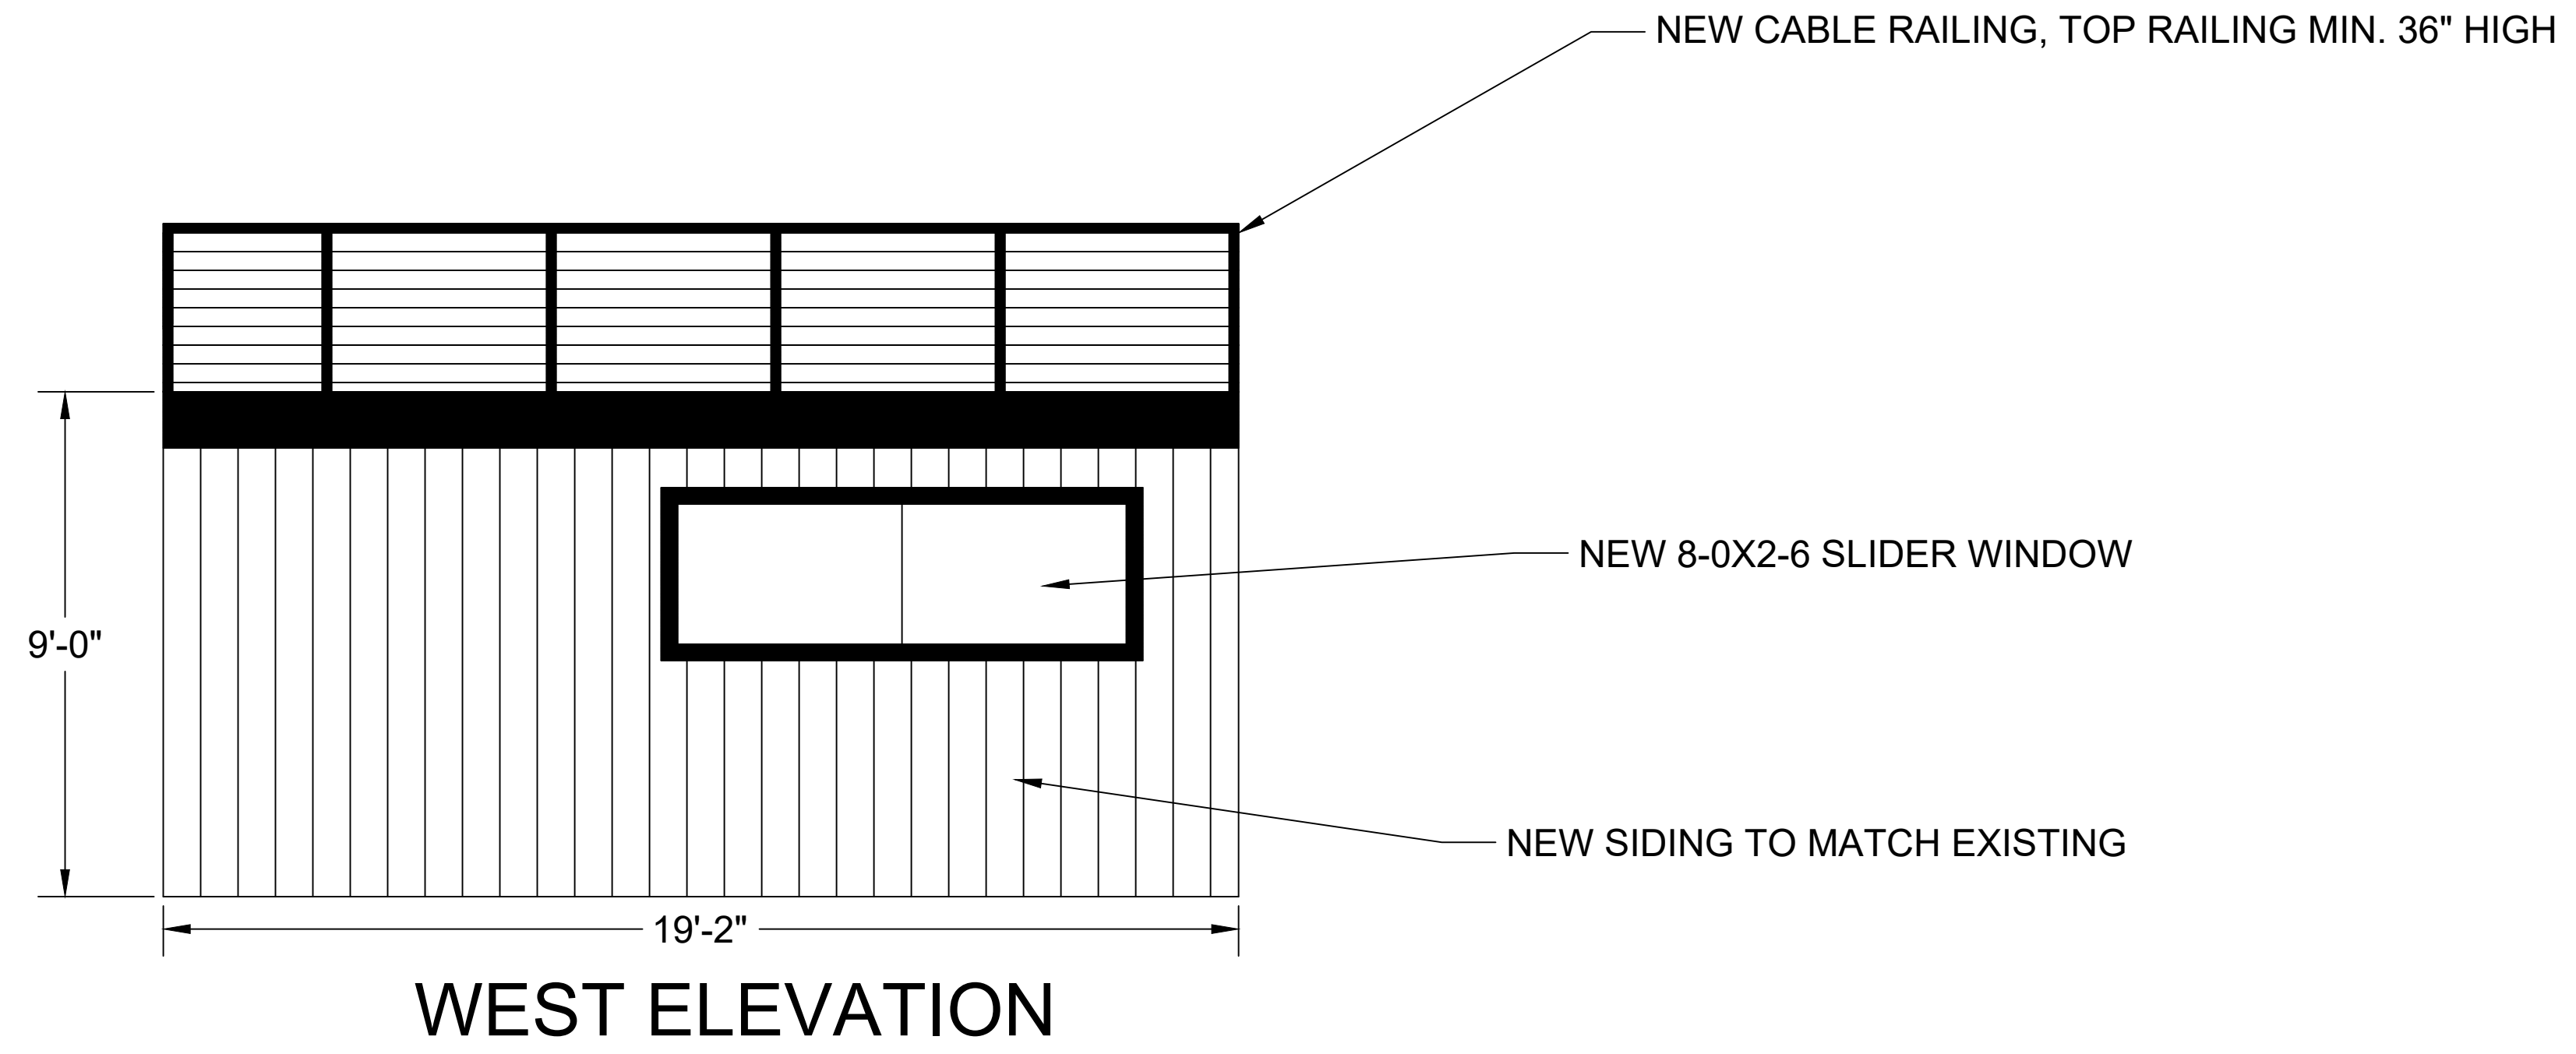 NEW CABLE RAILING, TOP RAILING MIN. 36" HIGH
NEW 8-0X2-6 SLIDER WINDOW
9'-0"
NEW SIDING TO MATCH EXISTING
19'-2"
WEST ELEVATION